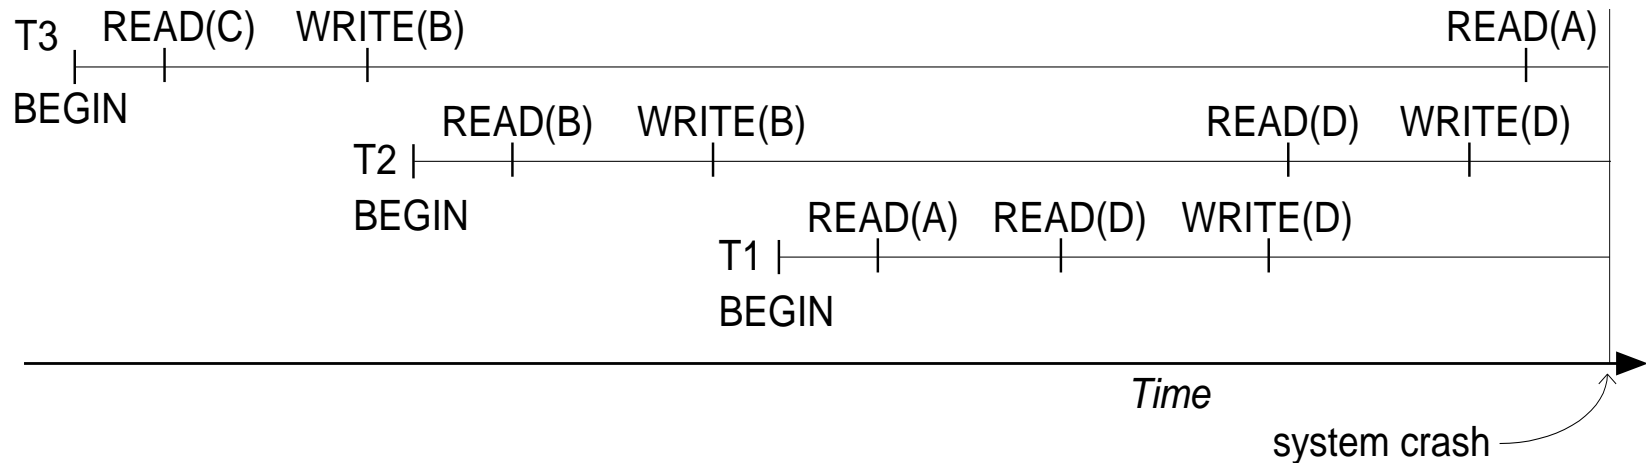 T3 READ(C) WRITE(B) READ(A)
BEGIN
READ(B) WRITE(B) READ(D) WRITE(D)
T2
BEGIN
READ(A) READ(D) WRITE(D)
T1
BEGIN
Time
system crash